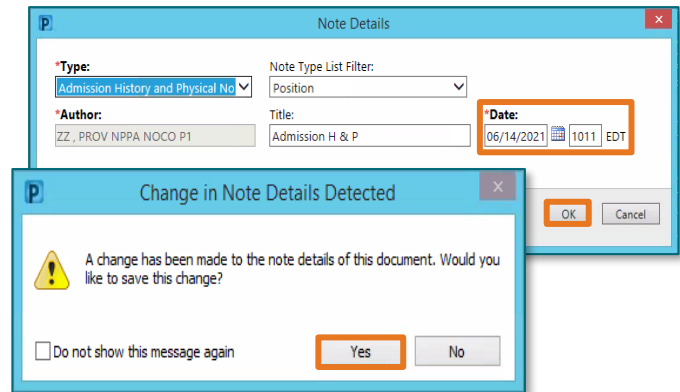 P Note Details x
*Type: Note Type List Filter:
Admission History and Physical No Position
*Author: Title: *Date:
ZZ , PROV NPPA NOCO P1 Admission H & P 06/14/2021 1011 EDT
OK Cancel
P Change in Note Details Detected x
A change has been made to the note details of this document. Would you
like to save this change?
Do not show this message again Yes No